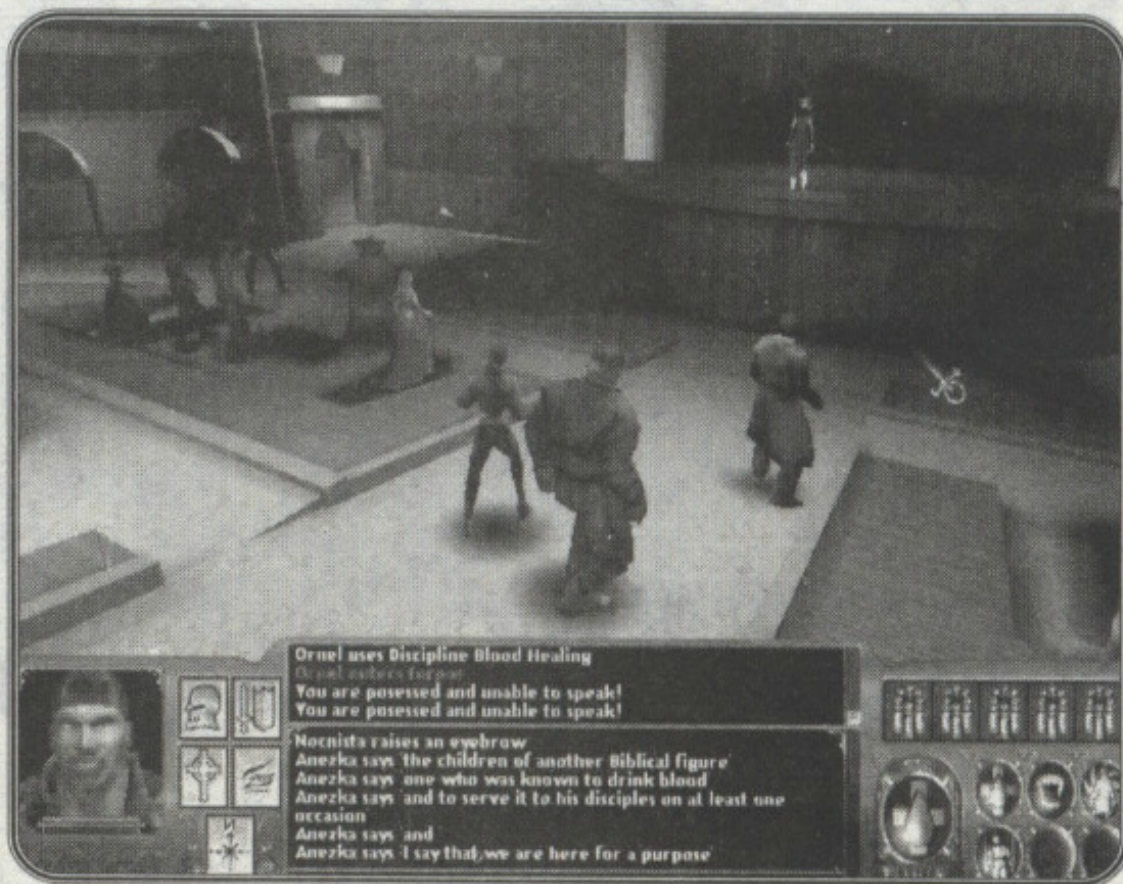 Ornel uses Discipline Blood Healing
Ornel enters torpor
You are posessed and unable to speak!
You are posessed and unable to speak!
Nocnista raises an eyebrow
Anezka says 'the children of another Biblical figure'
Anezka says 'one who was known to drink blood
Anezka says 'and to serve it to his disciples on at least one
occasion
Anezka says 'and
Anezka says 'I say that, we are here for a purpose'